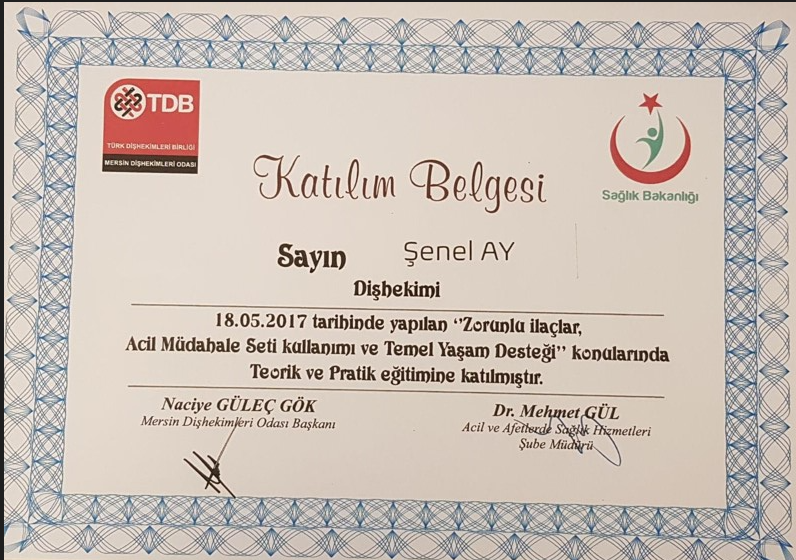 TDB
TÜRK DİŞHEKİMLERİ BİRLİĞİ
MERSİN DİŞHEKİMLERİ ODASI
Sağlık Bakanlığı
Katılım Belgesi
Sayın Şenel AY
Dişhekimi
18.05.2017 tarihinde yapılan ‘’Zorunlu ilaçlar,
Acil Müdahale Seti kullanımı ve Temel Yaşam Desteği’’ konularında
Teorik ve Pratik eğitimine katılmıştır.
Naciye GÜLEÇ GÖK
Mersin Dişhekimleri Odası Başkanı
Dr. Mehmet GÜL
Acil ve Afetlerde Sağlık Hizmetleri
Şube Müdürü